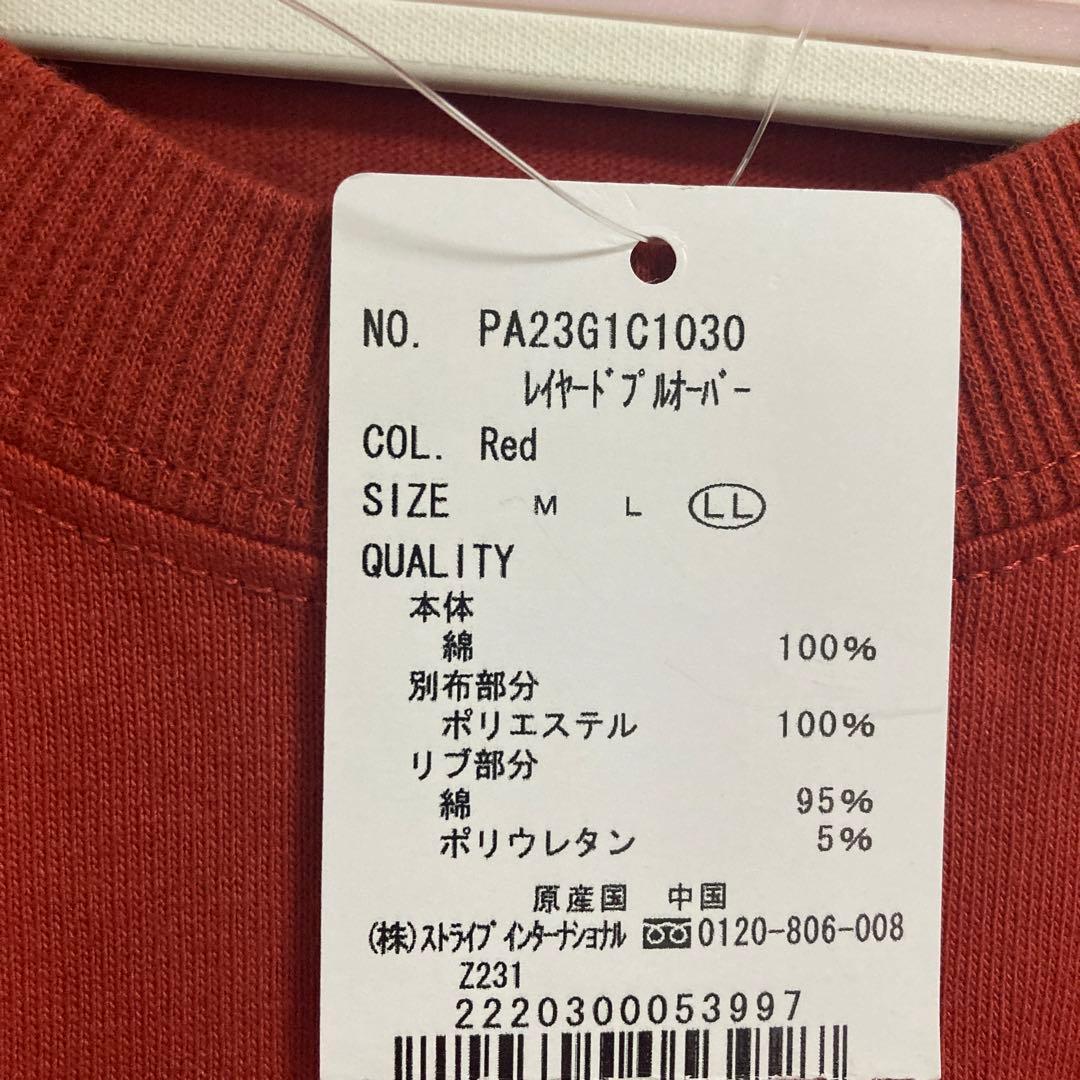 NO. PA23G1C1030
ﾚｲﾔｰﾄﾞﾌﾟﾙｵｰﾊﾞｰ
COL. Red
SIZE M L LL
QUALITY
本体
綿 100%
別布部分
ポリエステル 100%
リブ部分
綿 95%
ポリウレタン 5%
原産国 中国
(株)ｽﾄﾗｲﾌﾟｲﾝﾀｰﾅｼｮﾅﾙ 0120-806-008
Z231
2220300053997